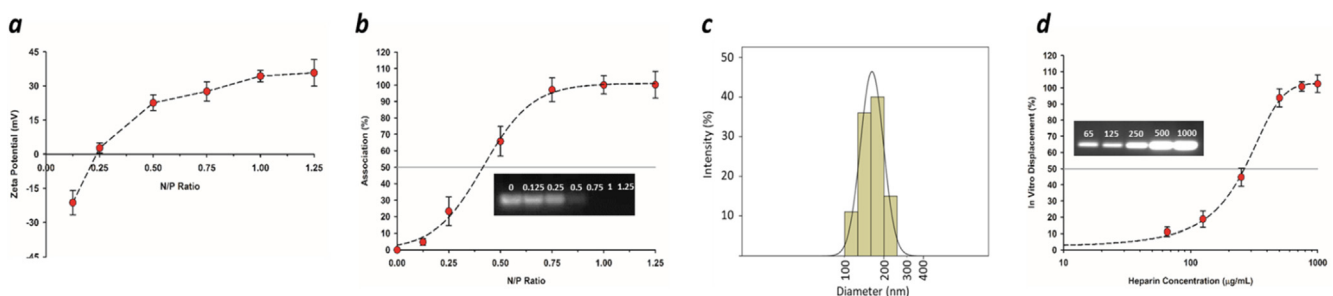 a
45
30
15
0
-15
-30
-45
0.00 0.25 0.50 0.75 1.00 1.25
Zeta Potential (mV)
N/P Ratio
b
120
110
100
90
80
70
60
50
40
30
20
10
0
0.00 0.25 0.50 0.75 1.00 1.25
Association (%)
N/P Ratio
0 0.125 0.25 0.5 0.75 1 1.25
c
50
40
30
20
10
Intensity (%)
100 200 300 400
Diameter (nm)
d
120
110
100
90
80
70
60
50
40
30
20
10
0
10 100 1000
In Vitro Displacement (%)
Heparin Concentration (µg/mL)
65 125 250 500 1000